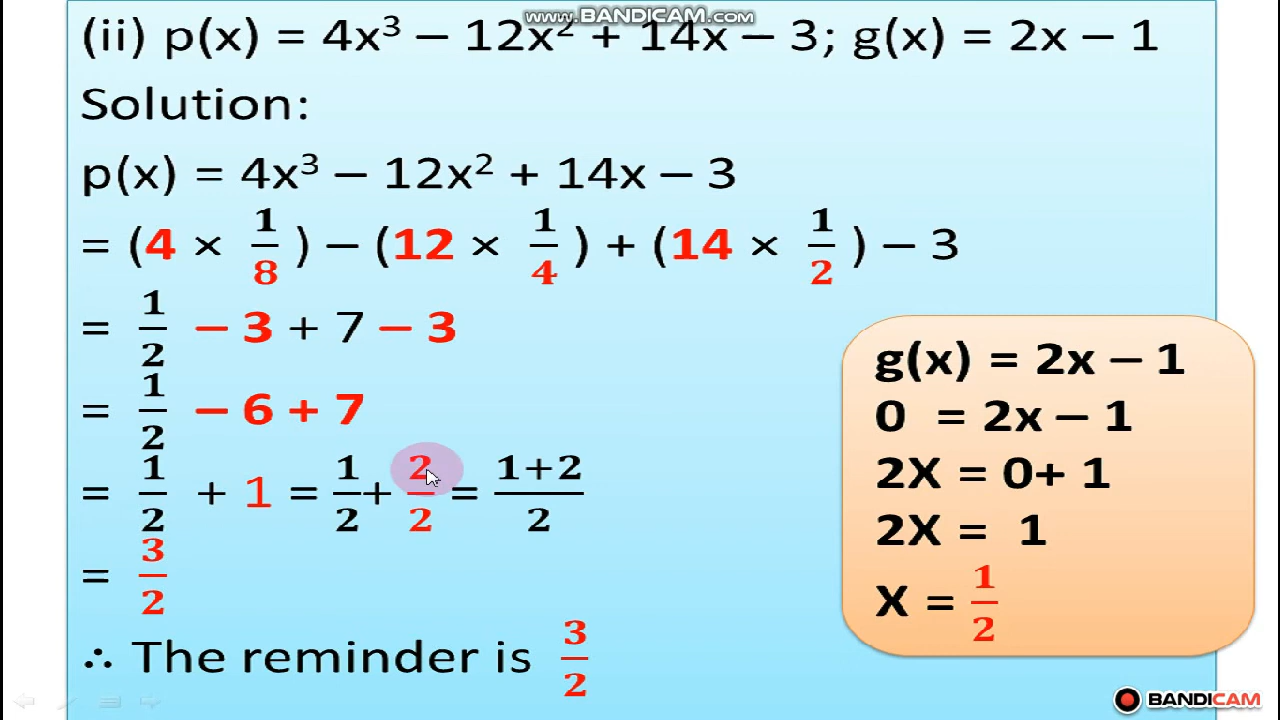 www.BANDICAM.com
(ii) p(x) = 4x³ − 12x² + 14x − 3; g(x) = 2x − 1
Solution:
p(x) = 4x³ − 12x² + 14x − 3
= (4 × 1/8 ) − (12 × 1/4 ) + (14 × 1/2 ) − 3
= 1/2 − 3 + 7 − 3
= 1/2 − 6 + 7
= 1/2 + 1 = 1/2 + 2/2 = (1+2)/2
= 3/2
∴ The reminder is 3/2
g(x) = 2x − 1
0 = 2x − 1
2X = 0+ 1
2X = 1
X = 1/2
BANDICAM